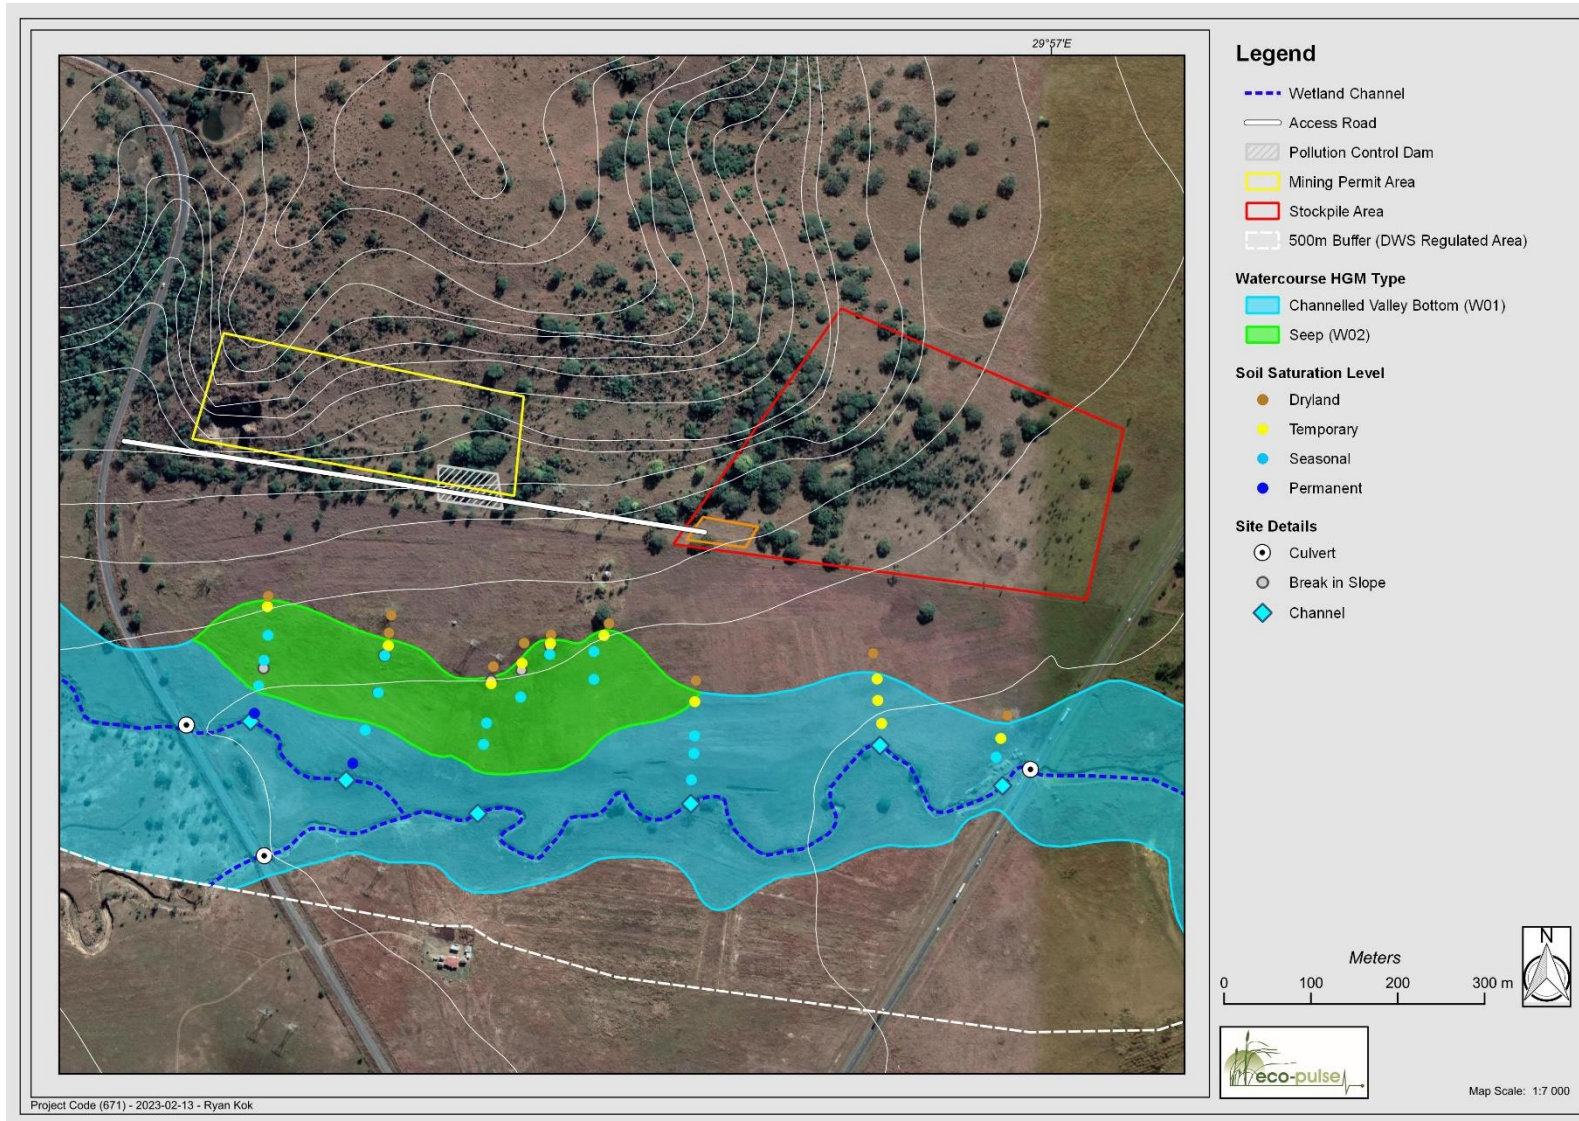 29°57'E
Legend
Wetland Channel
Access Road
Pollution Control Dam
Mining Permit Area
Stockpile Area
500m Buffer (DWS Regulated Area)
Watercourse HGM Type
Channelled Valley Bottom (W01)
Seep (W02)
Soil Saturation Level
Dryland
Temporary
Seasonal
Permanent
Site Details
Culvert
Break in Slope
Channel
N
Meters
0 100 200 300 m
eco-pulse
Map Scale: 1:7 000
Project Code (671) - 2023-02-13 - Ryan Kok